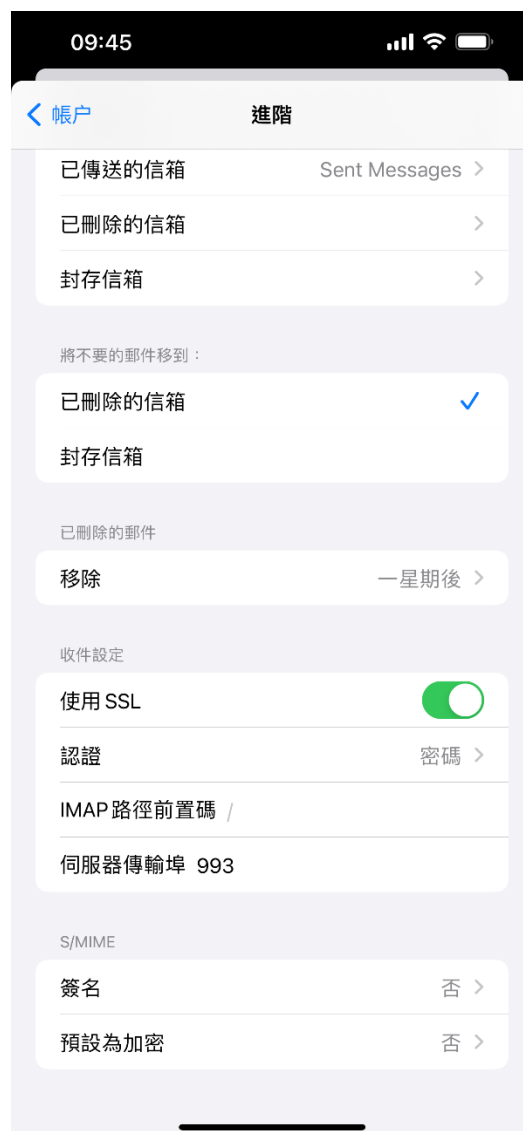 09:45
帳户
進階
已傳送的信箱 Sent Messages
已刪除的信箱
封存信箱
將不要的郵件移到：
已刪除的信箱
封存信箱
已刪除的郵件
移除 一星期後
收件設定
使用 SSL
認證 密碼
IMAP 路徑前置碼 /
伺服器傳輸埠 993
S/MIME
簽名 否
預設為加密 否